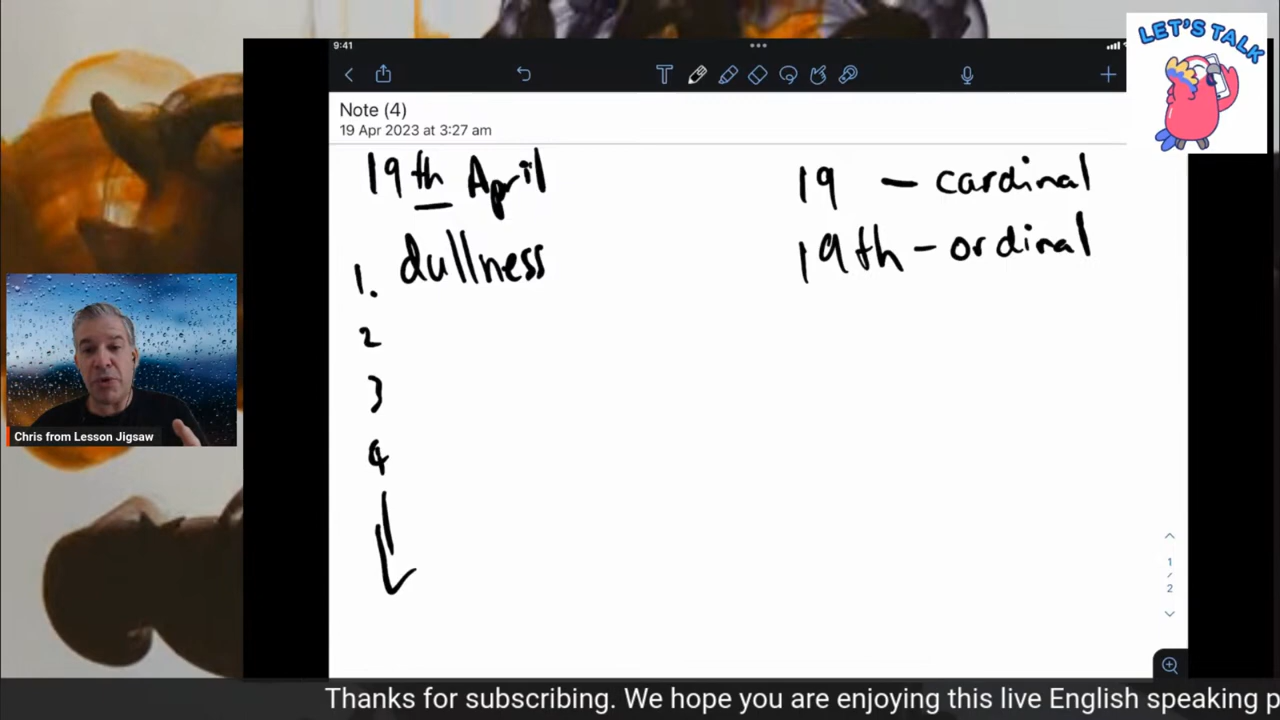 LET'S TALK
9:41
Note (4)
19 Apr 2023 at 3:27 am
19th April
19 — cardinal
1. dullness
19th – ordinal
2
3
4
Chris from Lesson Jigsaw
1
/
2
Thanks for subscribing. We hope you are enjoying this live English speaking p